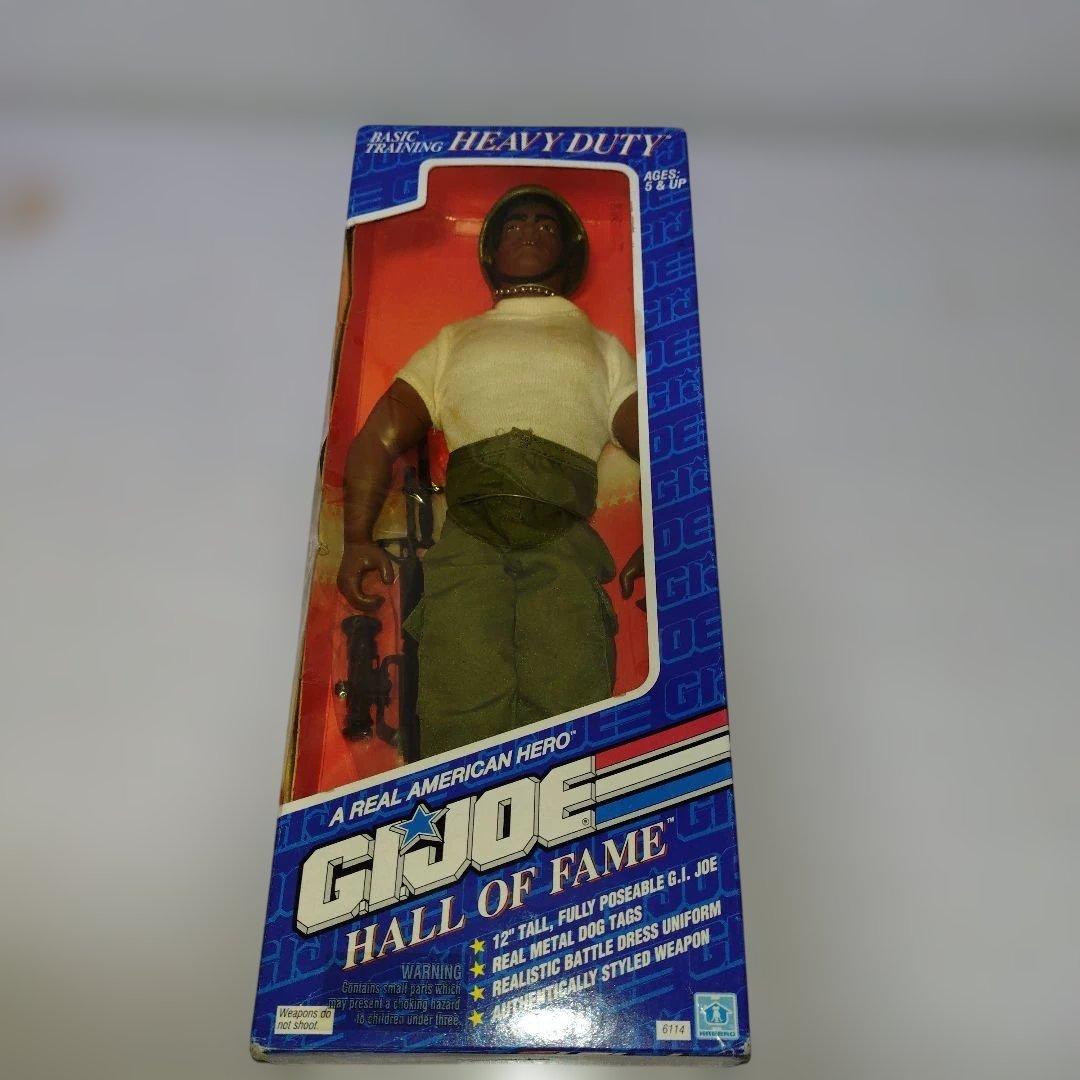 BASIC
TRAINING
HEAVY DUTY™
AGES:
5 & UP
A REAL AMERICAN HERO™
G.I. JOE®
HALL OF FAME™
12" TALL, FULLY POSEABLE G.I. JOE
REAL METAL DOG TAGS
REALISTIC BATTLE DRESS UNIFORM
AUTHENTICALLY STYLED WEAPON
WARNING
Contains small parts which
may present a choking hazard
to children under three.
Weapons do
not shoot.
6114
HASBRO